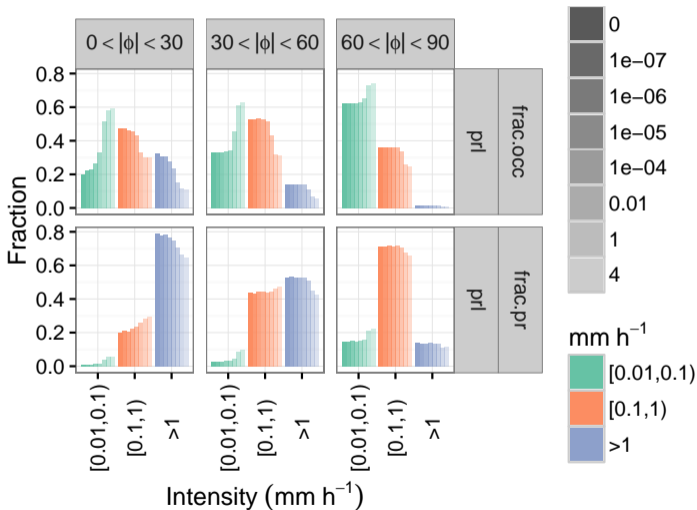 0 < |ϕ| < 30
30 < |ϕ| < 60
60 < |ϕ| < 90
0.8
0.6
0.4
0.2
0.0
prl
frac.occ
0.8
0.6
0.4
0.2
0.0
prl
frac.pr
Fraction
[0.01,0.1)
[0.1,1)
>1
[0.01,0.1)
[0.1,1)
>1
[0.01,0.1)
[0.1,1)
>1
Intensity (mm h⁻¹)
0
1e−07
1e−06
1e−05
1e−04
0.01
1
4
mm h⁻¹
[0.01,0.1)
[0.1,1)
>1